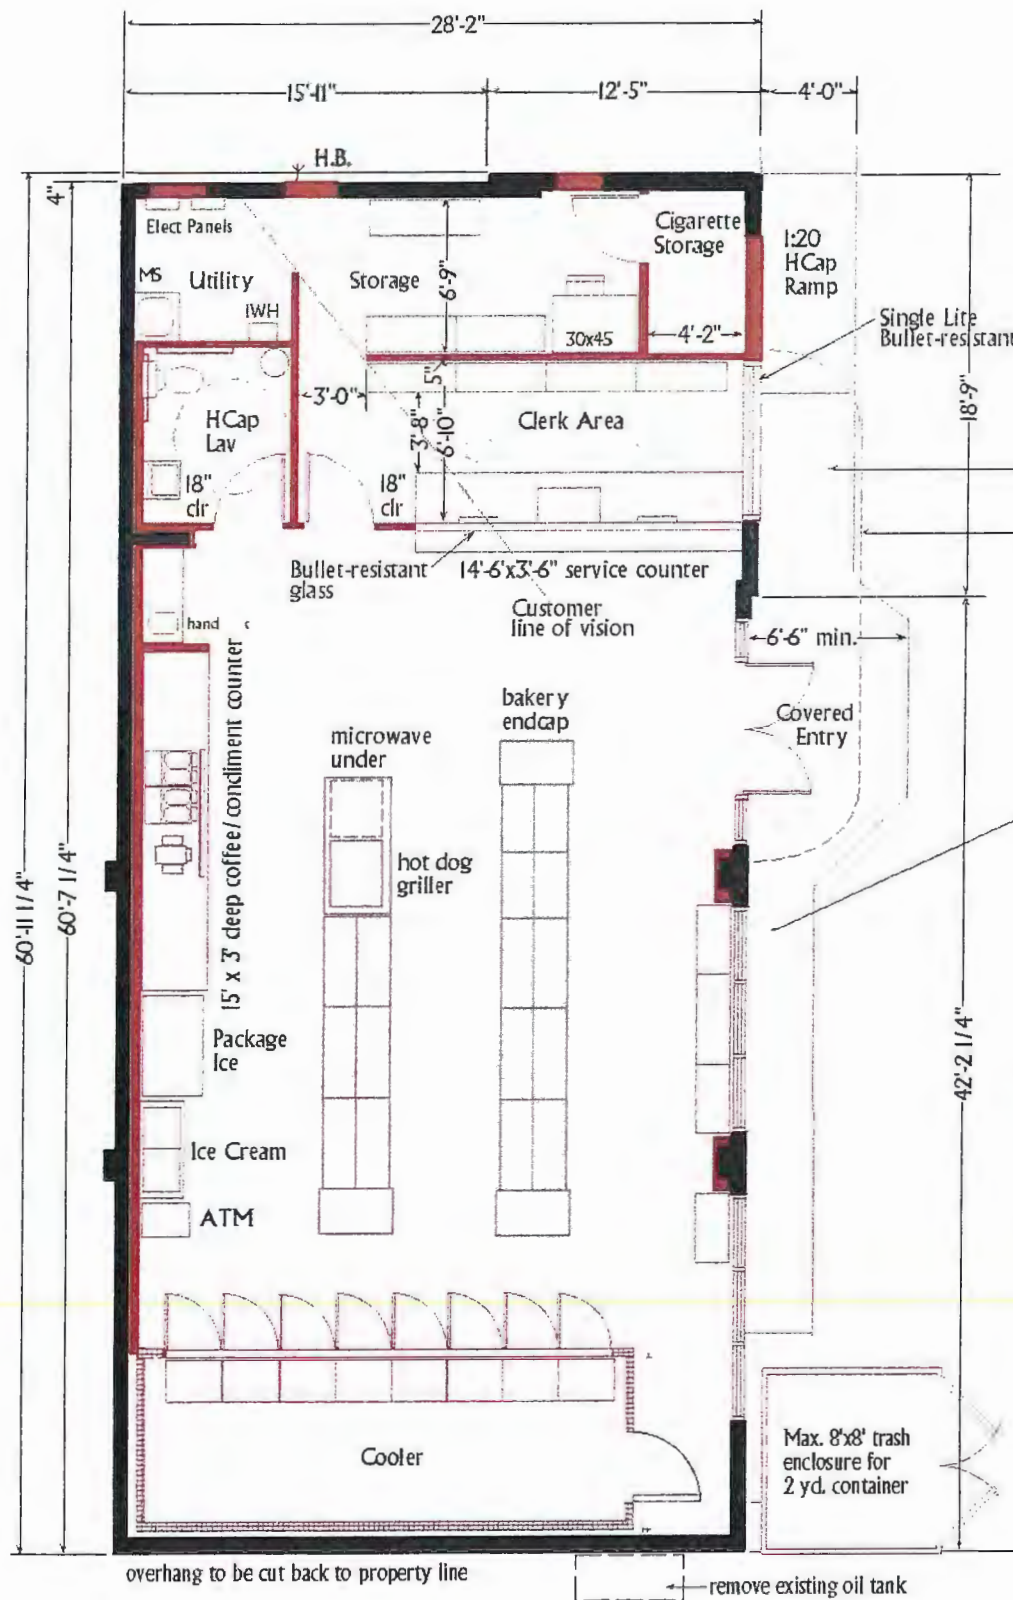 28'-2"
15'-11"
12'-5"
4'-0"
H.B.
4"
Elect Panels
Cigarette
Storage
1:20
HCap
Ramp
MS
Utility
Storage
6'-9"
IWH
30x45
4'-2"
Single Lite
Bullet-resistant
18'-9"
3'-0"
5"
HCap
Lav
3'-8"
6'-10"
Clerk Area
18"
clr
18"
clr
Bullet-resistant
glass
14'-6"x3'-6" service counter
Customer
line of vision
hand
6'-6" min.
15' x 3' deep coffee/condiment counter
bakery
endcap
microwave
under
Covered
Entry
hot dog
griller
60'-11 1/4"
60'-7 1/4"
Package
Ice
42'-2 1/4"
Ice Cream
ATM
Cooler
Max. 8'x8' trash
enclosure for
2 yd. container
overhang to be cut back to property line
remove existing oil tank